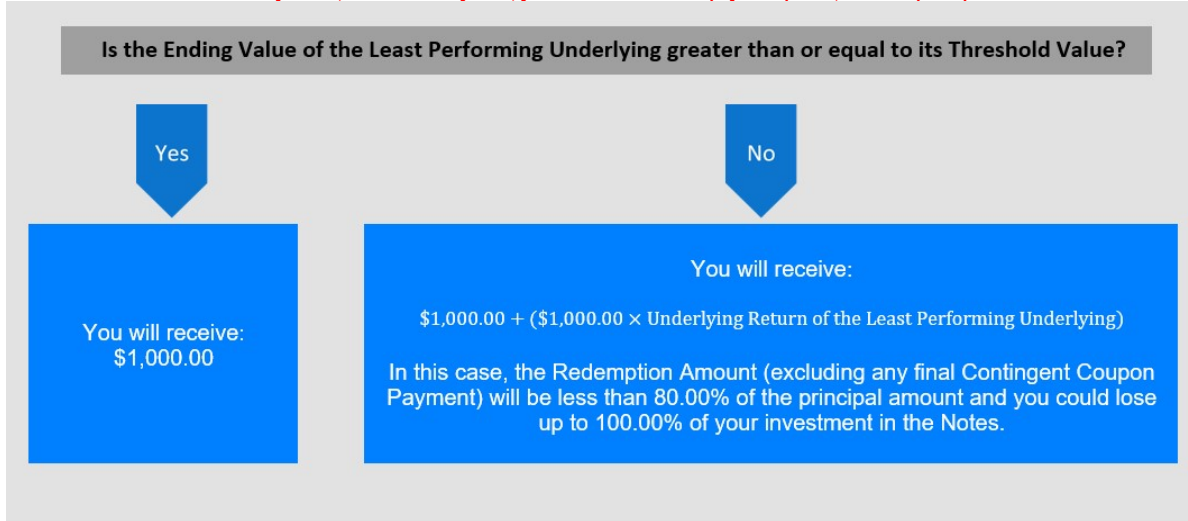 Is the Ending Value of the Least Performing Underlying greater than or equal to its Threshold Value?
Yes
No
You will receive:
$1,000.00
You will receive:
$1,000.00 + ($1,000.00 × Underlying Return of the Least Performing Underlying)
In this case, the Redemption Amount (excluding any final Contingent Coupon
Payment) will be less than 80.00% of the principal amount and you could lose
up to 100.00% of your investment in the Notes.